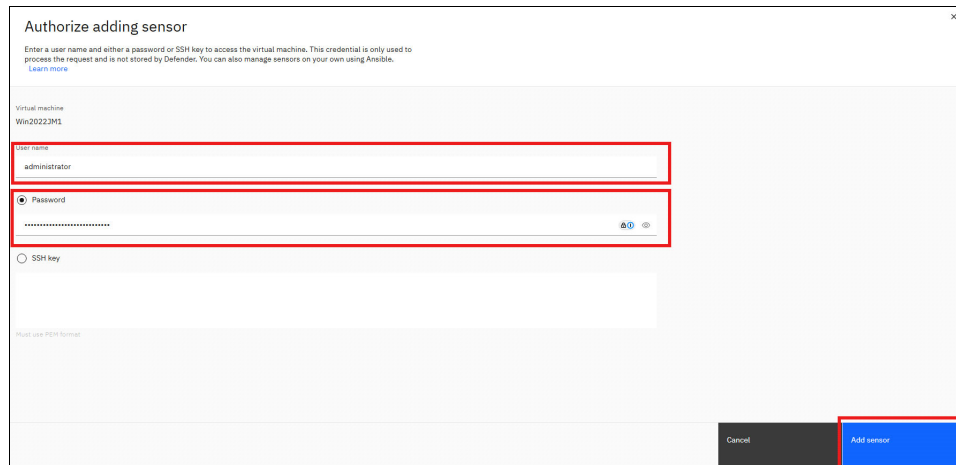 Authorize adding sensor
Enter a user name and either a password or SSH key to access the virtual machine. This credential is only used to
process the request and is not stored by Defender. You can also manage sensors on your own using Ansible.
Learn more
Virtual machine
Win2022JM1
User name
administrator
Password
SSH key
Must use PEM format
Cancel
Add sensor